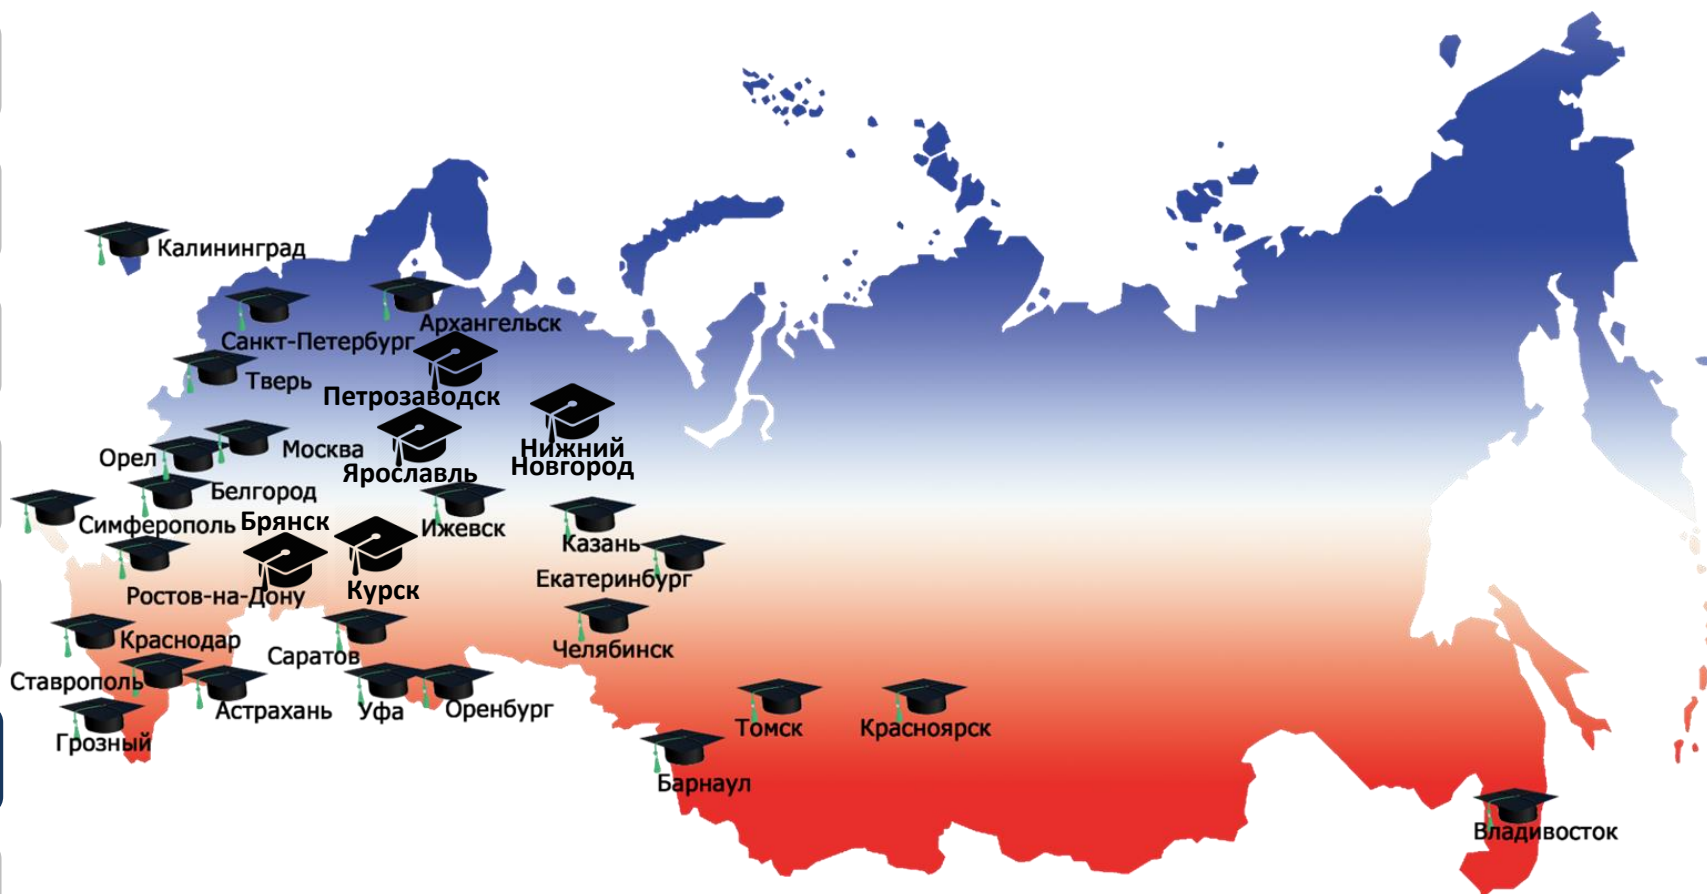 Калининград
Архангельск
Санкт-Петербург
Тверь
Петрозаводск
Москва
Орел
Нижний
Новгород
Ярославль
Белгород
Симферополь
Брянск
Ижевск
Казань
Екатеринбург
Курск
Ростов-на-Дону
Краснодар
Саратов
Челябинск
Ставрополь
Астрахань
Уфа
Оренбург
Томск
Красноярск
Грозный
Барнаул
Владивосток